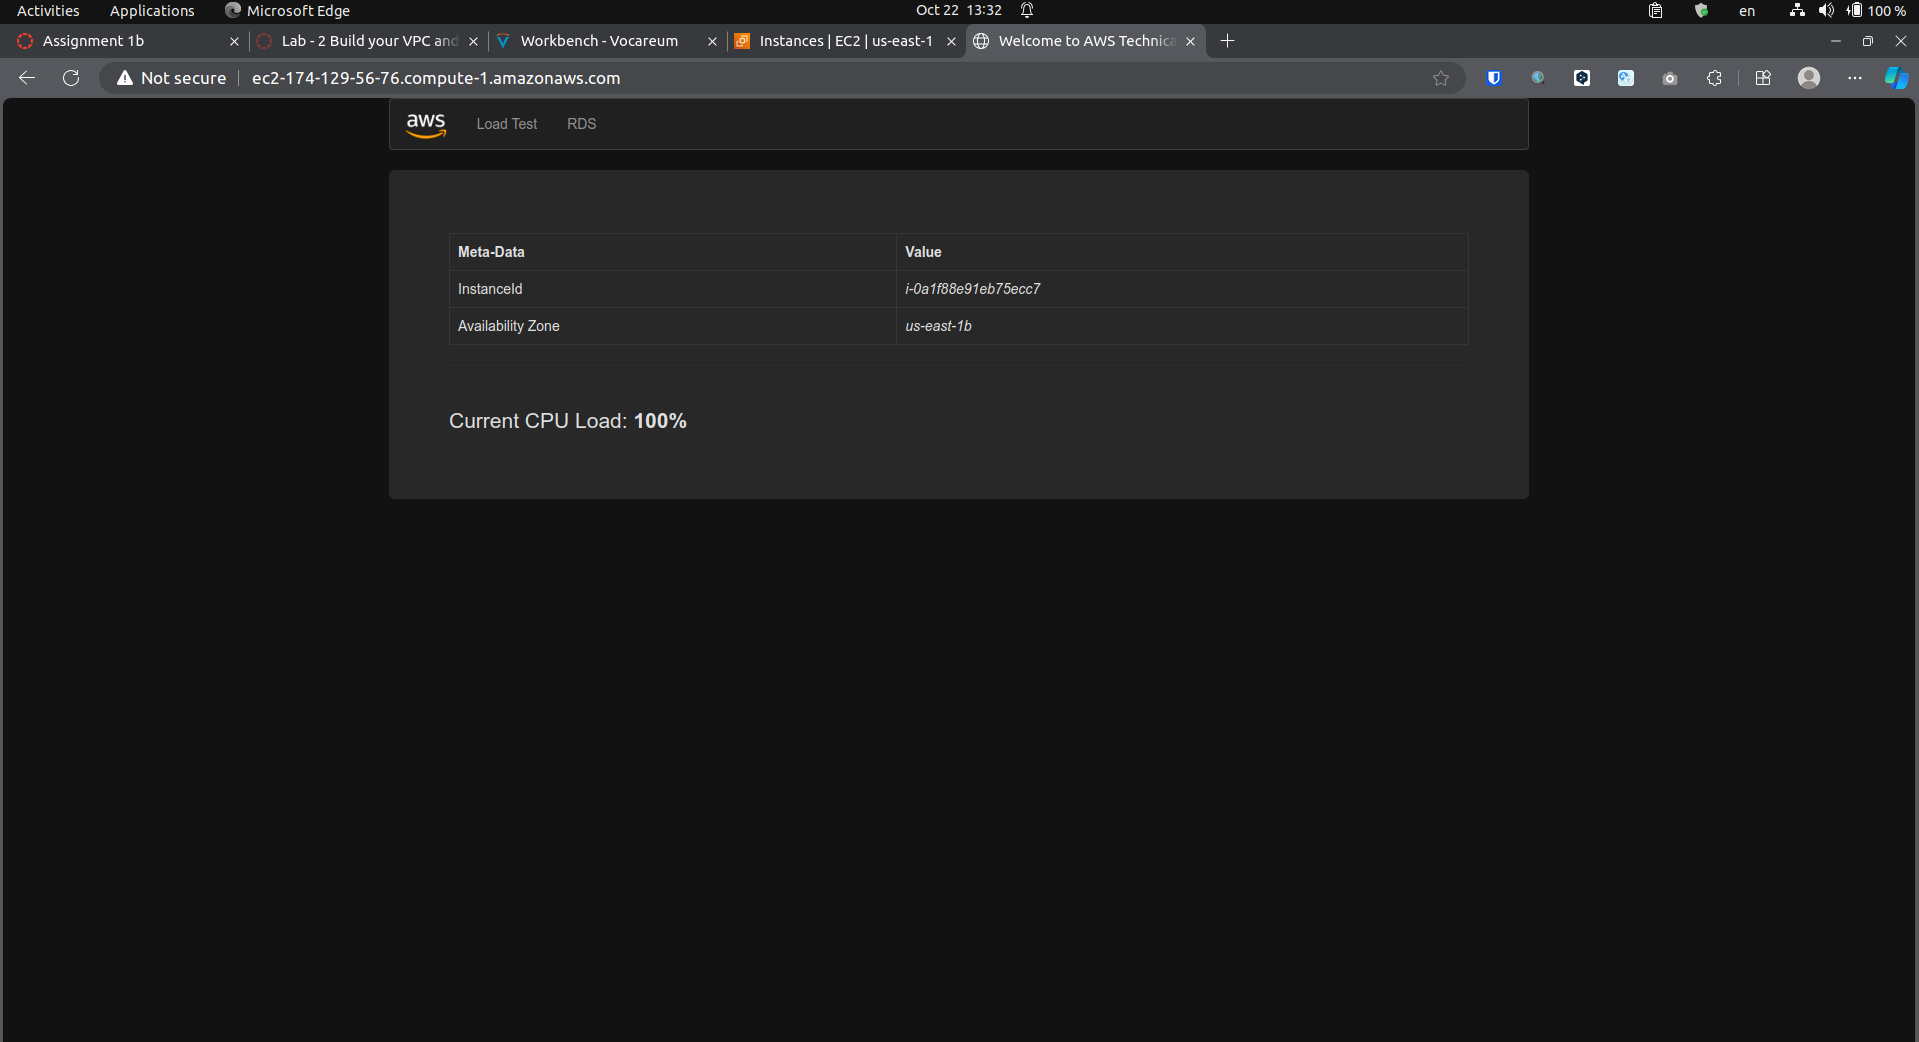 Activities Applications Microsoft Edge Oct 22 13:32 en 100 %
Assignment 1b Lab - 2 Build your VPC and Workbench - Vocareum Instances | EC2 | us-east-1 Welcome to AWS Technica
Not secure ec2-174-129-56-76.compute-1.amazonaws.com
aws Load Test RDS
Meta-Data Value
InstanceId i-0a1f88e91eb75ecc7
Availability Zone us-east-1b
Current CPU Load: 100%